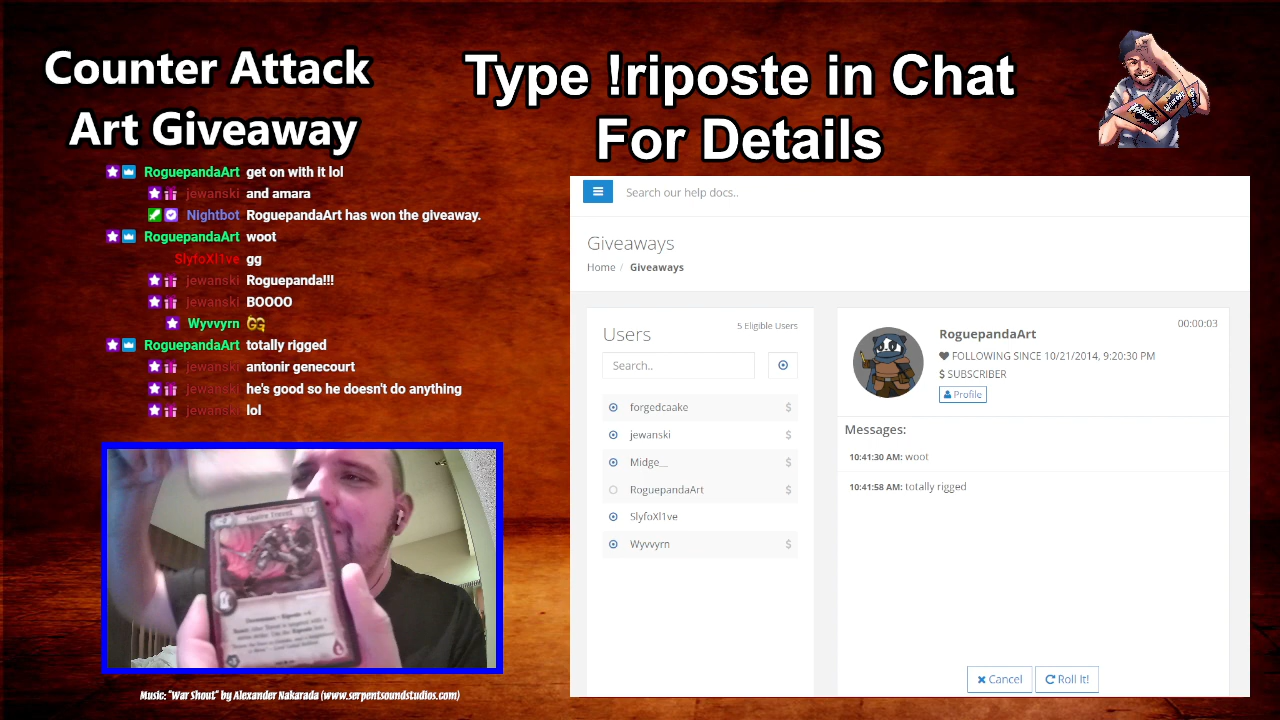 Counter Attack
Art Giveaway
Type !riposte in Chat
For Details
RoguepandaArt get on with it lol
jewanski and amara
Nightbot RoguepandaArt has won the giveaway.
RoguepandaArt woot
SlyfoXl1ve gg
jewanski Roguepanda!!!
jewanski BOOOO
Wyvvyrn GG
RoguepandaArt totally rigged
jewanski antonir genecourt
jewanski he's good so he doesn't do anything
jewanski lol
Music: "War Shout" by Alexander Nakarada (www.serpentsoundstudios.com)
Search our help docs..
Giveaways
Home / Giveaways
Users
5 Eligible Users
Search..
forgedcaake $
jewanski $
Midge__ $
RoguepandaArt $
SlyfoXl1ve
Wyvvyrn $
00:00:03
RoguepandaArt
FOLLOWING SINCE 10/21/2014, 9:20:30 PM
$ SUBSCRIBER
Profile
Messages:
10:41:30 AM: woot
10:41:58 AM: totally rigged
Cancel
Roll It!